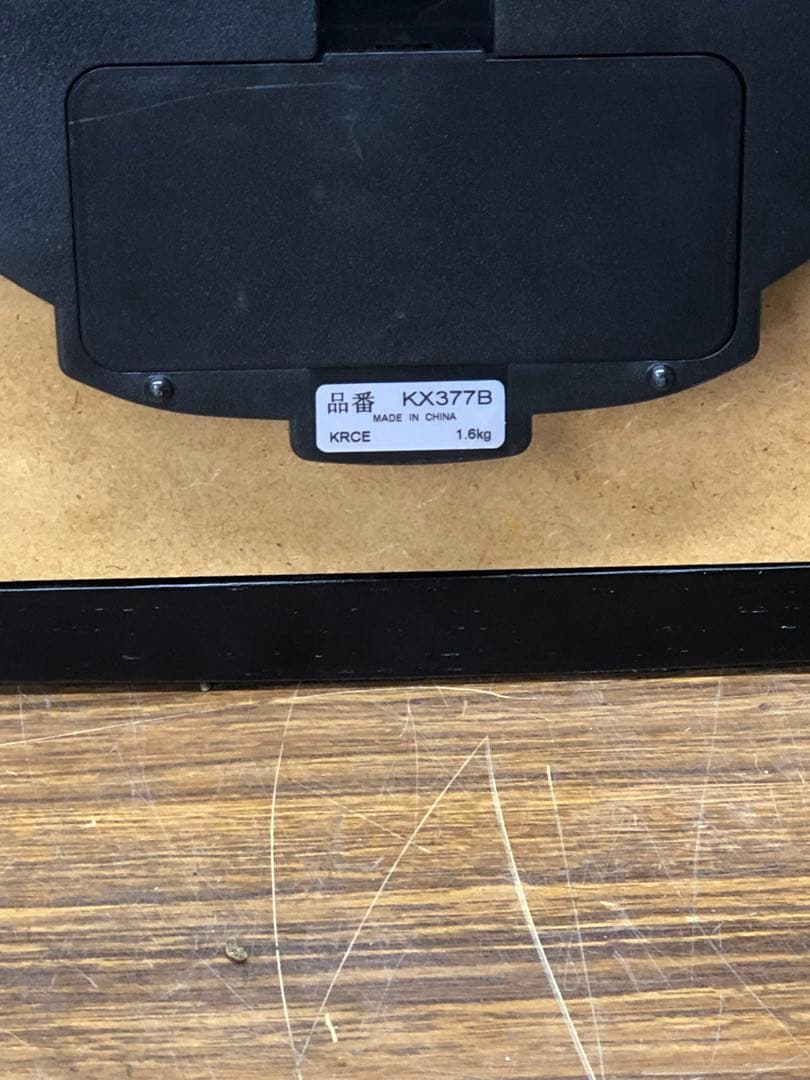 品番 KX377B
MADE IN CHINA
KRCE 1.6kg